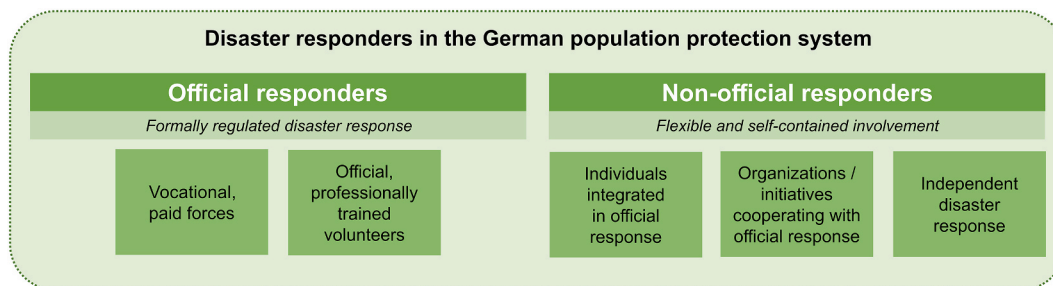 Disaster responders in the German population protection system
Official responders
Formally regulated disaster response
Vocational,
paid forces
Official,
professionally
trained
volunteers
Non-official responders
Flexible and self-contained involvement
Individuals
integrated
in official
response
Organizations /
initiatives
cooperating with
official response
Independent
disaster
response